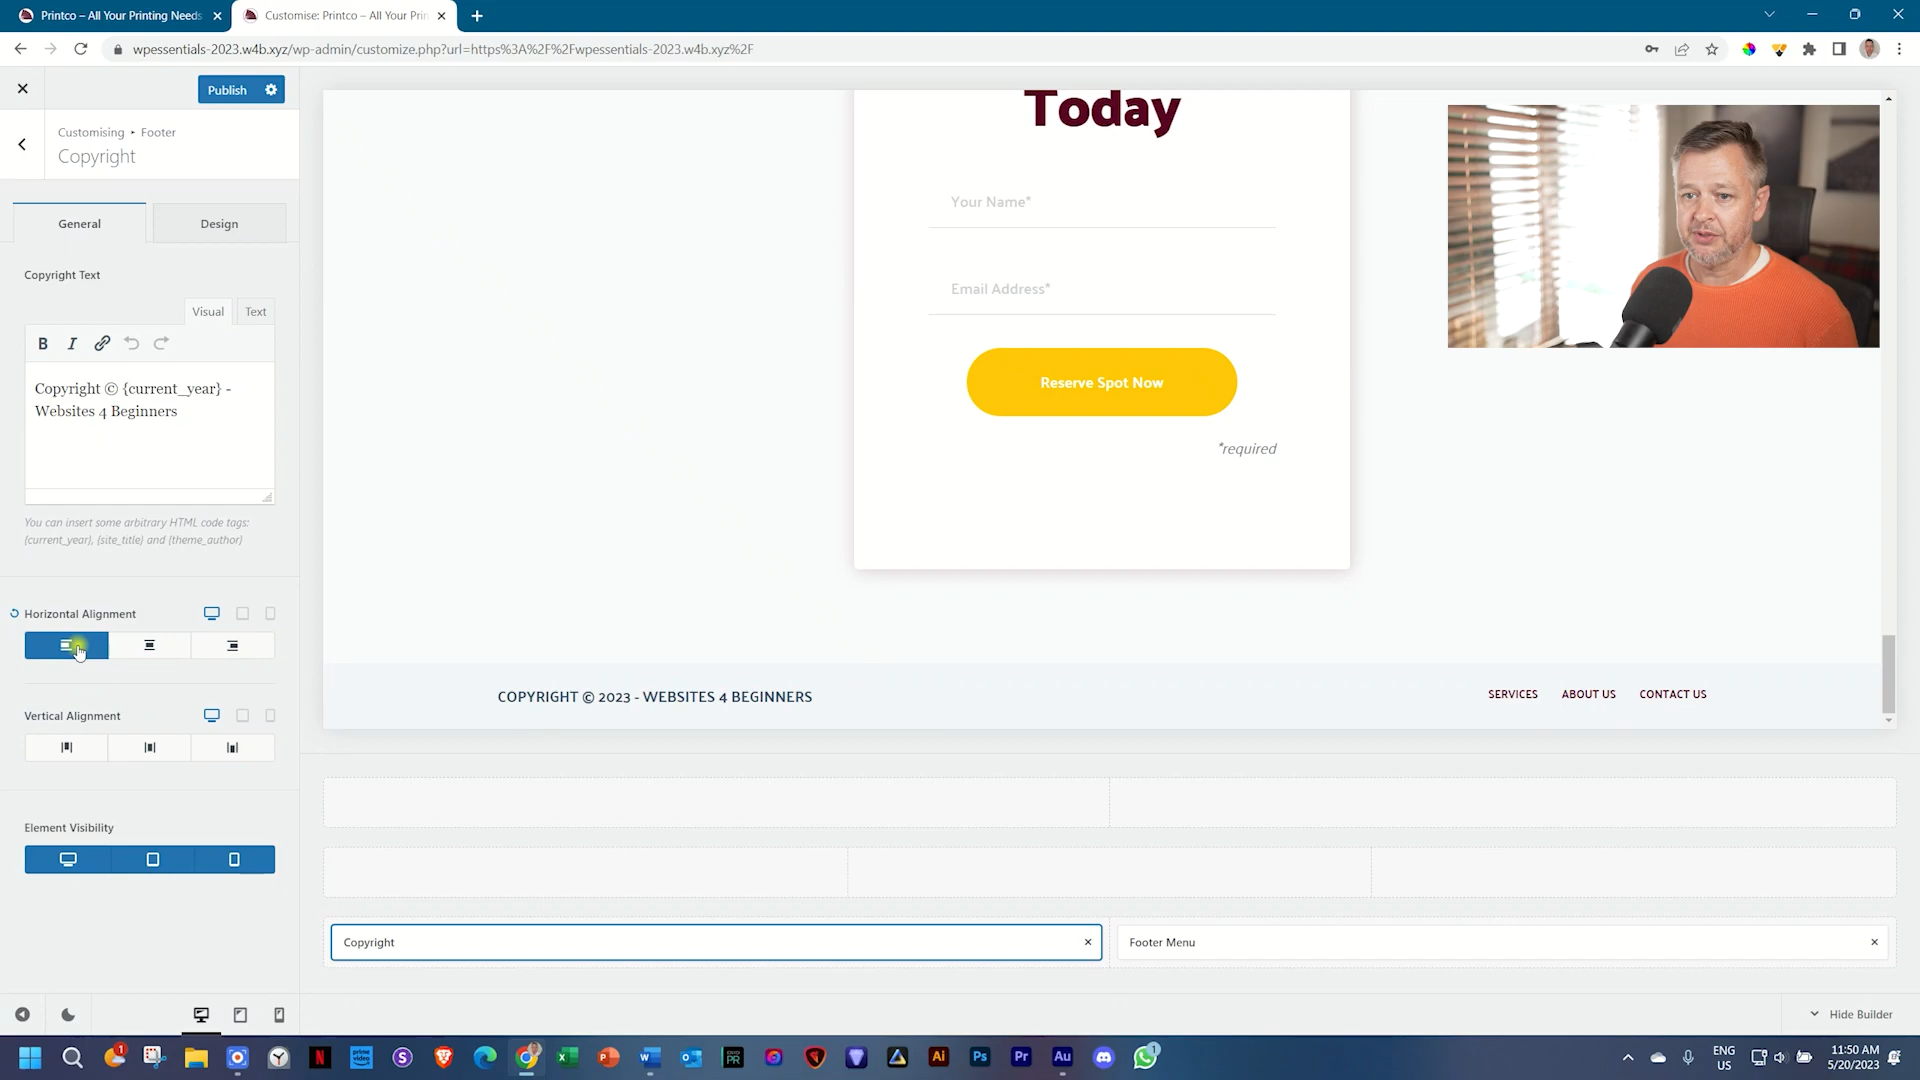 Printco – All Your Printing Needs
Customise: Printco – All Your Prin
wpessentials-2023.w4b.xyz/wp-admin/customize.php?url=https%3A%2F%2Fwpessentials-2023.w4b.xyz%2F
Publish
Customising ▸ Footer
Copyright
General
Design
Copyright Text
Visual
Text
B I
Copyright © {current_year} -
Websites 4 Beginners
You can insert some arbitrary HTML code tags:
{current_year}, {site_title} and {theme_author}
Horizontal Alignment
Vertical Alignment
Element Visibility
Today
Your Name*
Email Address*
Reserve Spot Now
*required
COPYRIGHT © 2023 - WEBSITES 4 BEGINNERS
SERVICES ABOUT US CONTACT US
Copyright
Footer Menu
Hide Builder
ENG
US
11:50 AM
5/20/2023